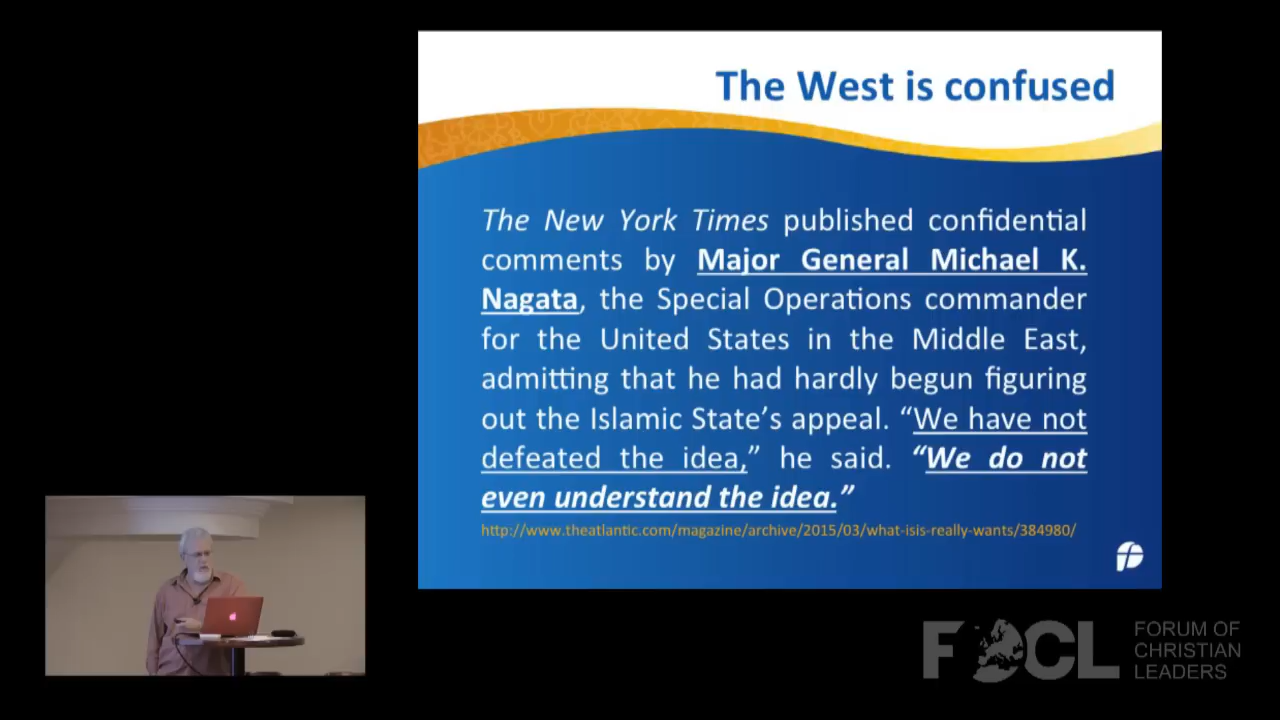 The West is confused
The New York Times published confidential
comments by Major General Michael K.
Nagata, the Special Operations commander
for the United States in the Middle East,
admitting that he had hardly begun figuring
out the Islamic State’s appeal. “We have not
defeated the idea,” he said. “We do not
even understand the idea.”
http://www.theatlantic.com/magazine/archive/2015/03/what-isis-really-wants/384980/
FOCL
FORUM OF
CHRISTIAN
LEADERS